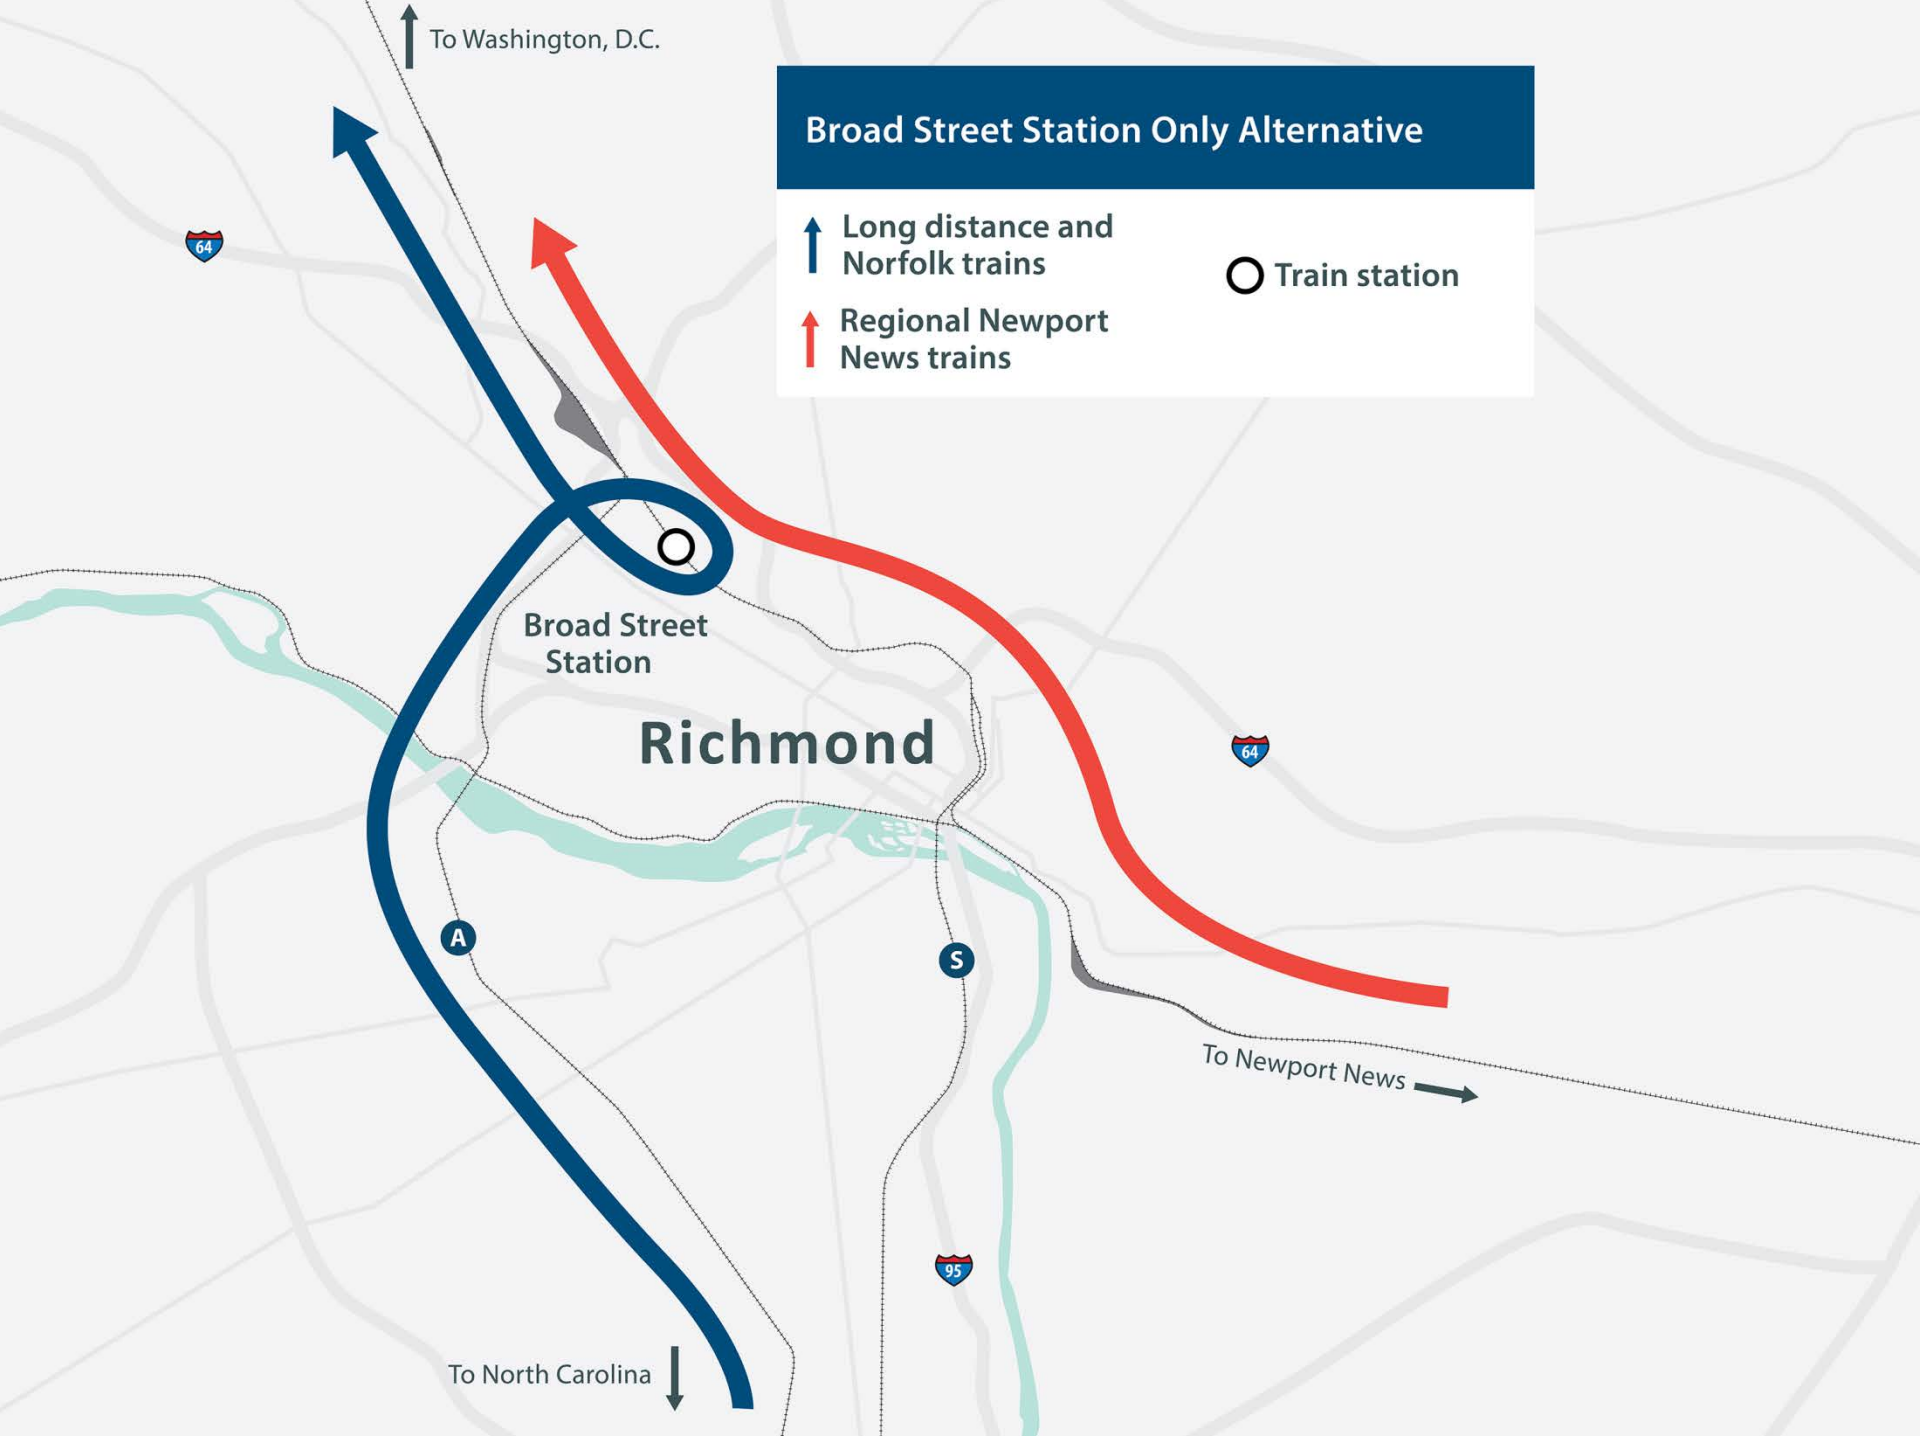 To Washington, D.C.
Broad Street Station Only Alternative
Long distance and
Norfolk trains
Train station
Regional Newport
News trains
64
Broad Street
Station
Richmond
64
A
S
To Newport News
95
To North Carolina